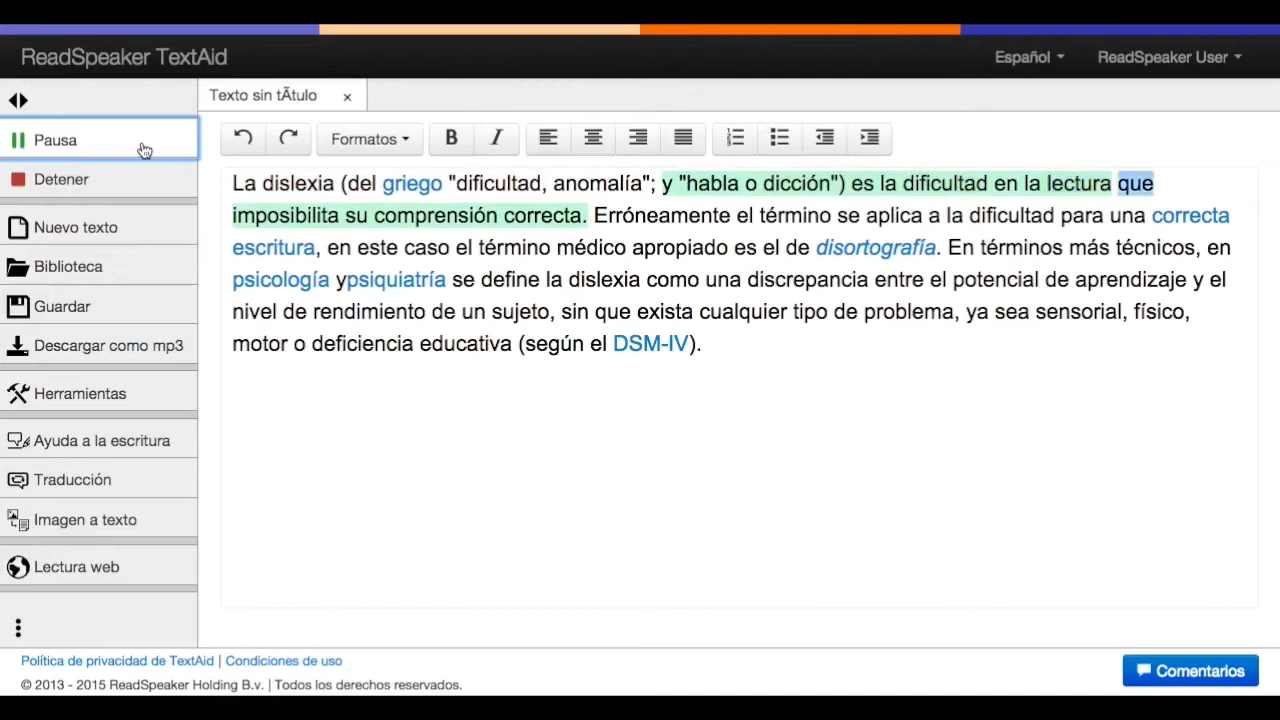 ReadSpeaker TextAid
Español
ReadSpeaker User
Texto sin tÃtulo ×
Pausa
Detener
Nuevo texto
Biblioteca
Guardar
Descargar como mp3
Herramientas
Ayuda a la escritura
Traducción
Imagen a texto
Lectura web
Formatos
B I
La dislexia (del griego "dificultad, anomalía"; y "habla o dicción") es la dificultad en la lectura que
imposibilita su comprensión correcta. Erróneamente el término se aplica a la dificultad para una correcta
escritura, en este caso el término médico apropiado es el de disortografía. En términos más técnicos, en
psicología ypsiquiatría se define la dislexia como una discrepancia entre el potencial de aprendizaje y el
nivel de rendimiento de un sujeto, sin que exista cualquier tipo de problema, ya sea sensorial, físico,
motor o deficiencia educativa (según el DSM-IV).
Política de privacidad de TextAid | Condiciones de uso
© 2013 - 2015 ReadSpeaker Holding B.v. | Todos los derechos reservados.
Comentarios